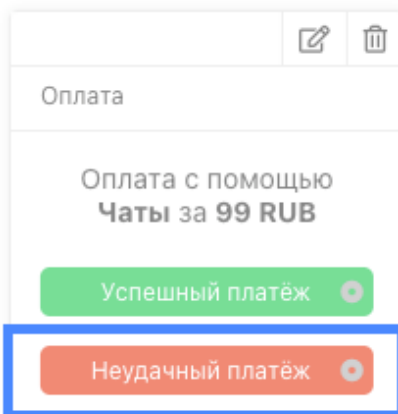 Оплата
Оплата с помощью
Чаты за 99 RUB
Успешный платёж
Неудачный платёж